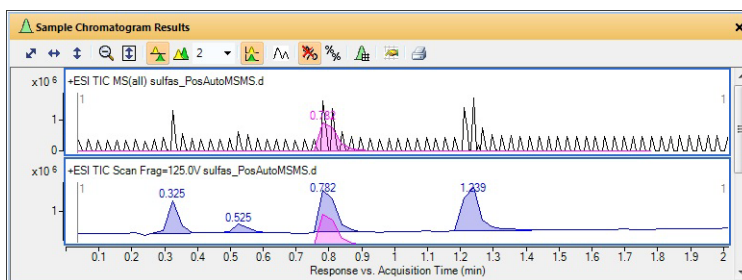 Sample Chromatogram Results
2
x10 6
+ESI TIC MS(all) sulfas_PosAutoMSMS.d
1 1
0.782
1
0
x10 6
+ESI TIC Scan Frag=125.0V sulfas_PosAutoMSMS.d
1 1
0.325 0.525 0.782 1.239
1
0.1 0.2 0.3 0.4 0.5 0.6 0.7 0.8 0.9 1 1.1 1.2 1.3 1.4 1.5 1.6 1.7 1.8 1.9 2
Response vs. Acquisition Time (min)